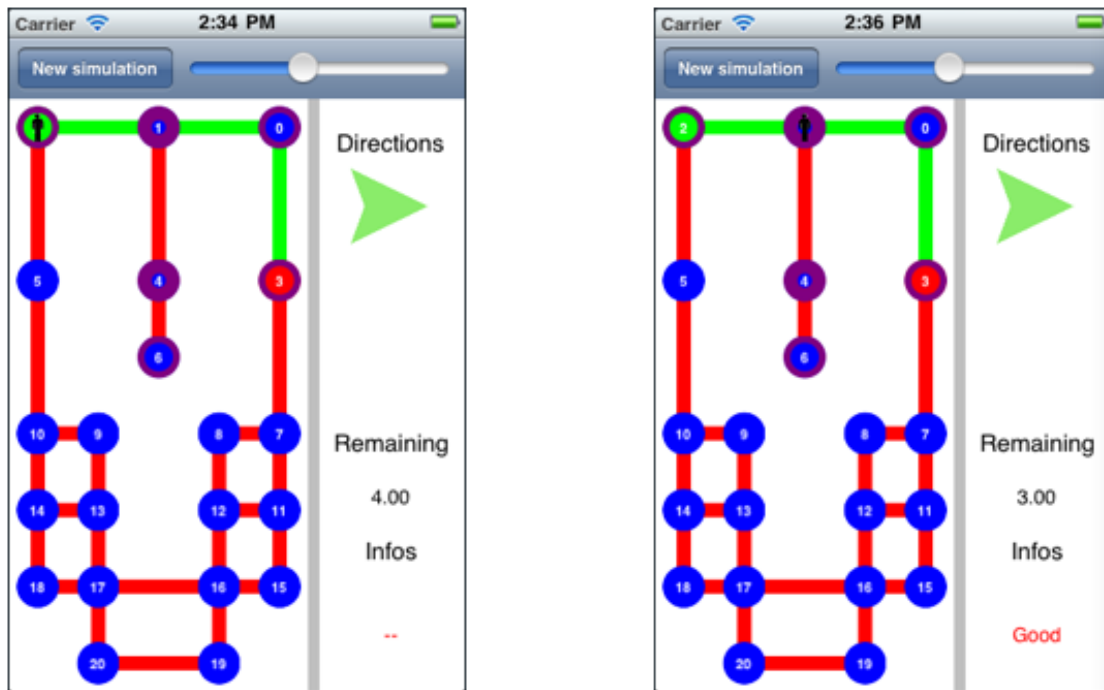 Carrier 2:34 PM
New simulation
1 0
Directions
5 4 3
6
10 9 8 7
Remaining
14 13 12 11
4.00
Infos
18 17 16 15
--
20 19
Carrier 2:36 PM
New simulation
2 0
Directions
5 4 3
6
10 9 8 7
Remaining
14 13 12 11
3.00
Infos
18 17 16 15
Good
20 19